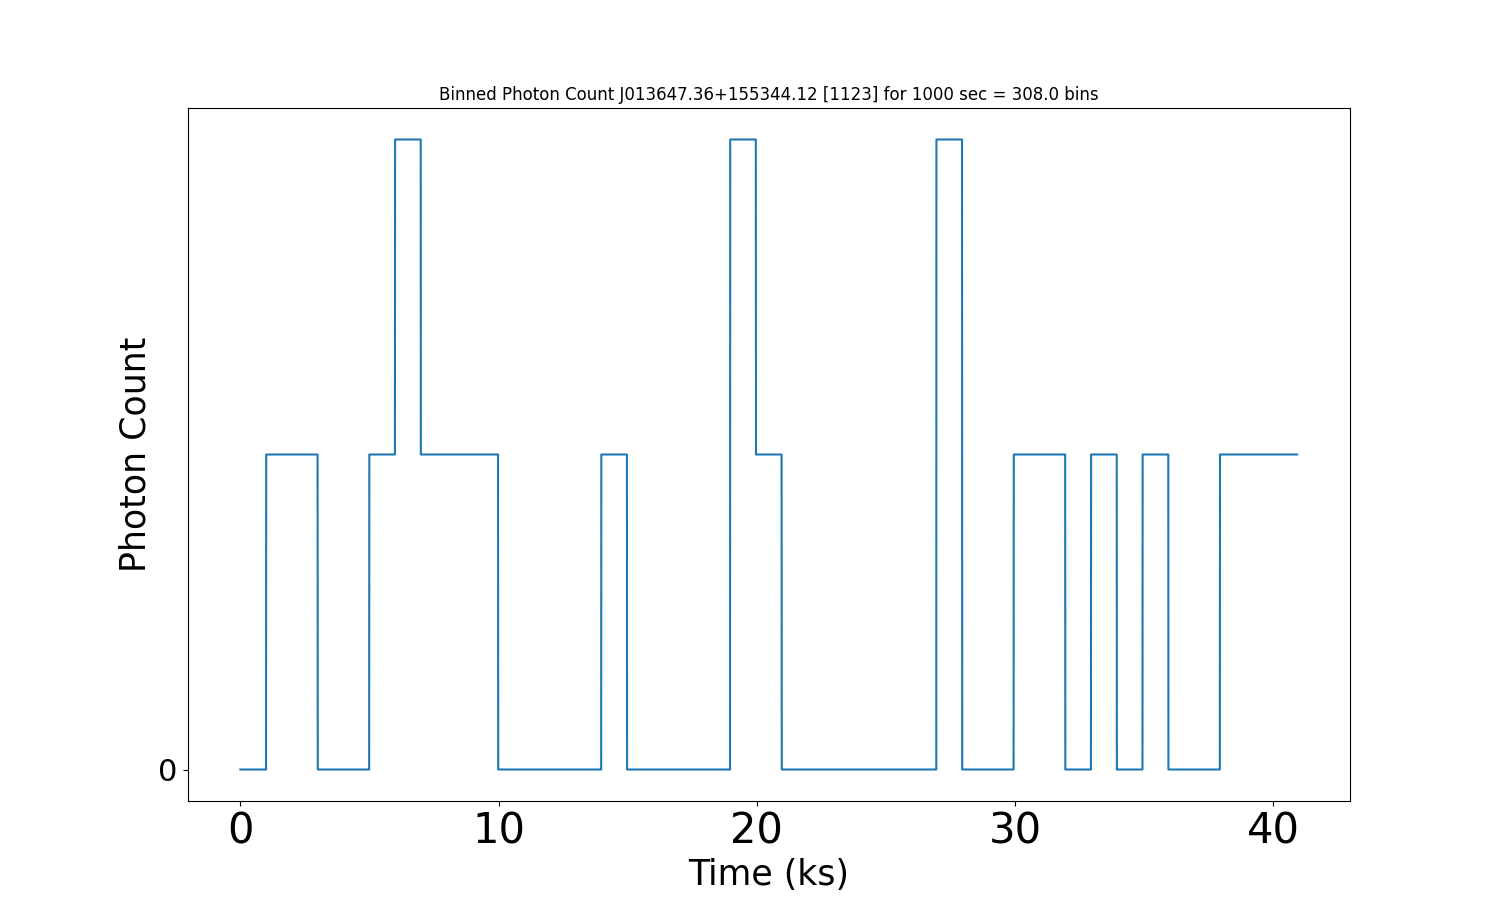 Binned Photon Count J013647.36+155344.12 [1123] for 1000 sec = 308.0 bins
Photon Count
0
0 10 20 30 40
Time (ks)